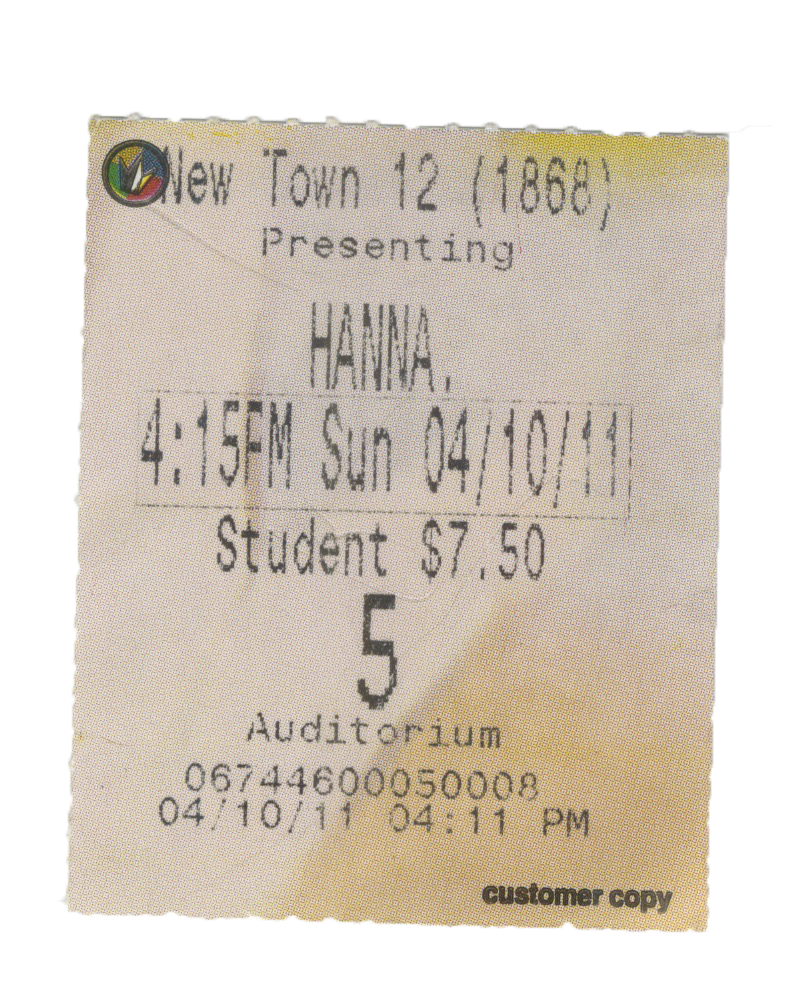 New Town 12 (1868)
Presenting
HANNA.
4:15PM Sun 04/10/11
Student $7.50
5
Auditorium
06744600050008
04/10/11 04:11 PM
customer copy